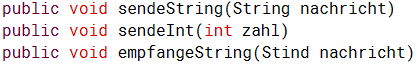 public void sendeString(String nachricht)
public void sendeInt(int zahl)
public void empfangeString(Stind nachricht)